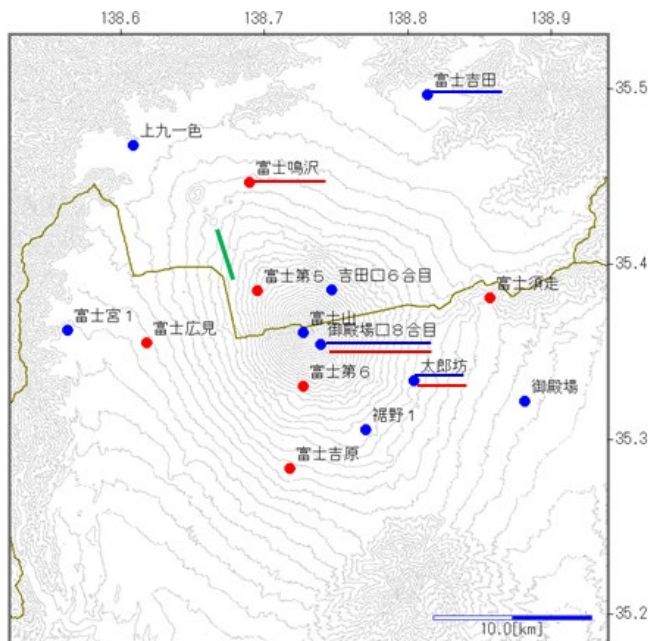 138.6 138.7 138.8 138.9
富士吉田
35.5
上九一色
富士鳴沢
35.4
富士第５
吉田口６合目
富士須走
富士宮１
富士広見
富士山
御殿場口８合目
太郎坊
富士第６
御殿場
裾野１
35.3
富士吉原
35.2
10.0[km]